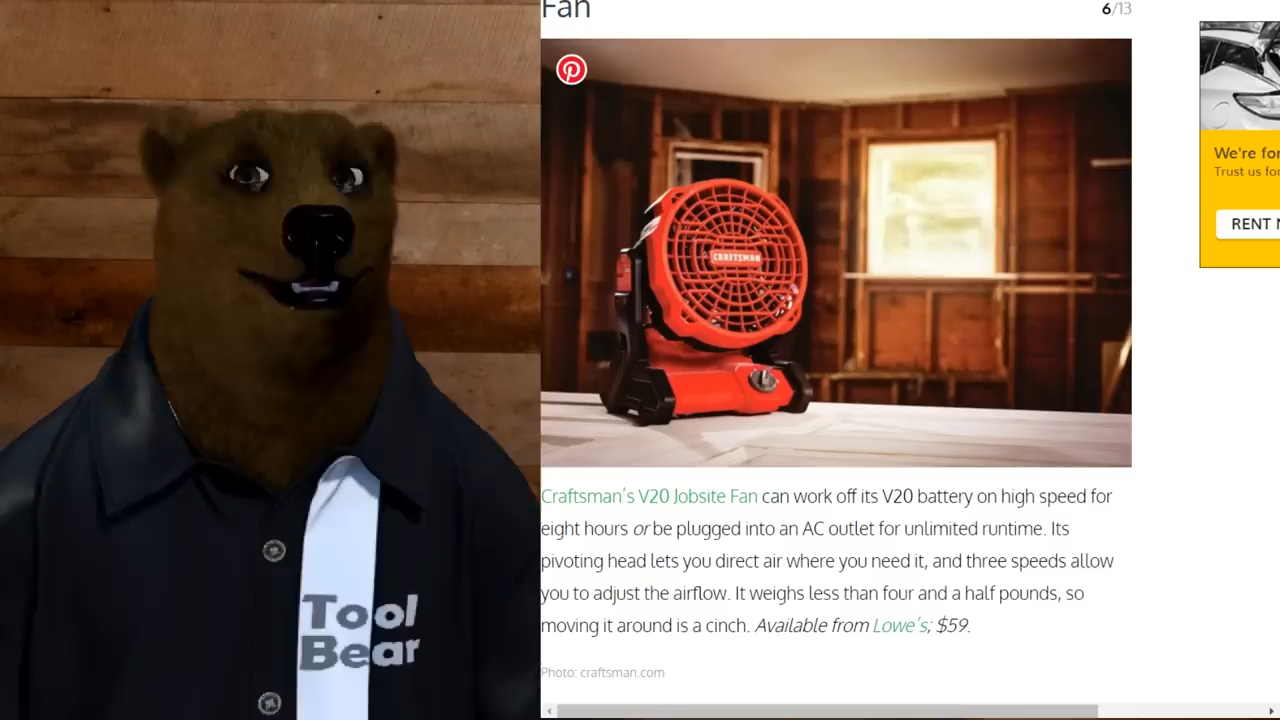 Fan
6/13
CRAFTSMAN
Craftsman's V20 Jobsite Fan can work off its V20 battery on high speed for
eight hours or be plugged into an AC outlet for unlimited runtime. Its
pivoting head lets you direct air where you need it, and three speeds allow
you to adjust the airflow. It weighs less than four and a half pounds, so
moving it around is a cinch. Available from Lowe's; $59.
Photo: craftsman.com
Tool
Bear
We're for
Trust us for
RENT